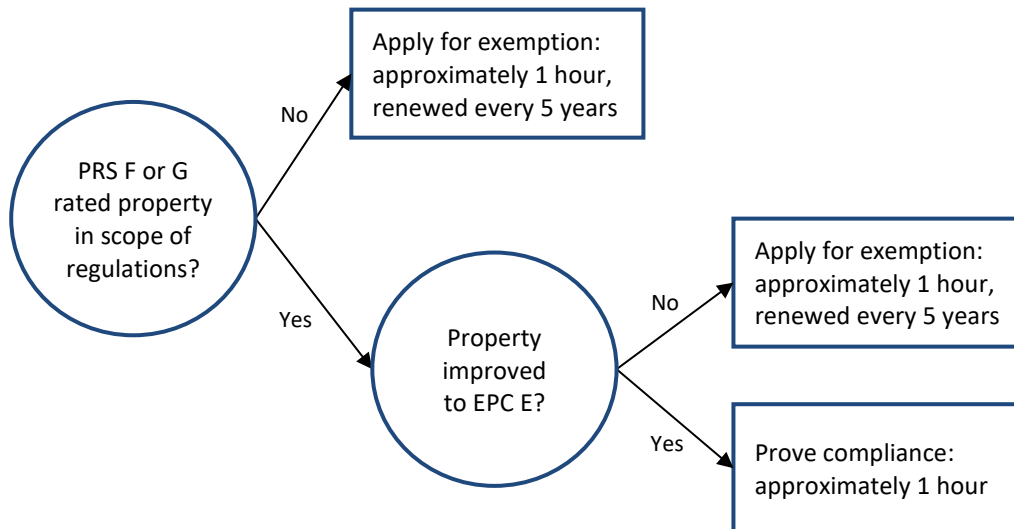 Apply for exemption:
approximately 1 hour,
renewed every 5 years
No
PRS F or G
rated property
in scope of
regulations?
Yes
Apply for exemption:
approximately 1 hour,
renewed every 5 years
No
Property
improved
to EPC E?
Yes
Prove compliance:
approximately 1 hour